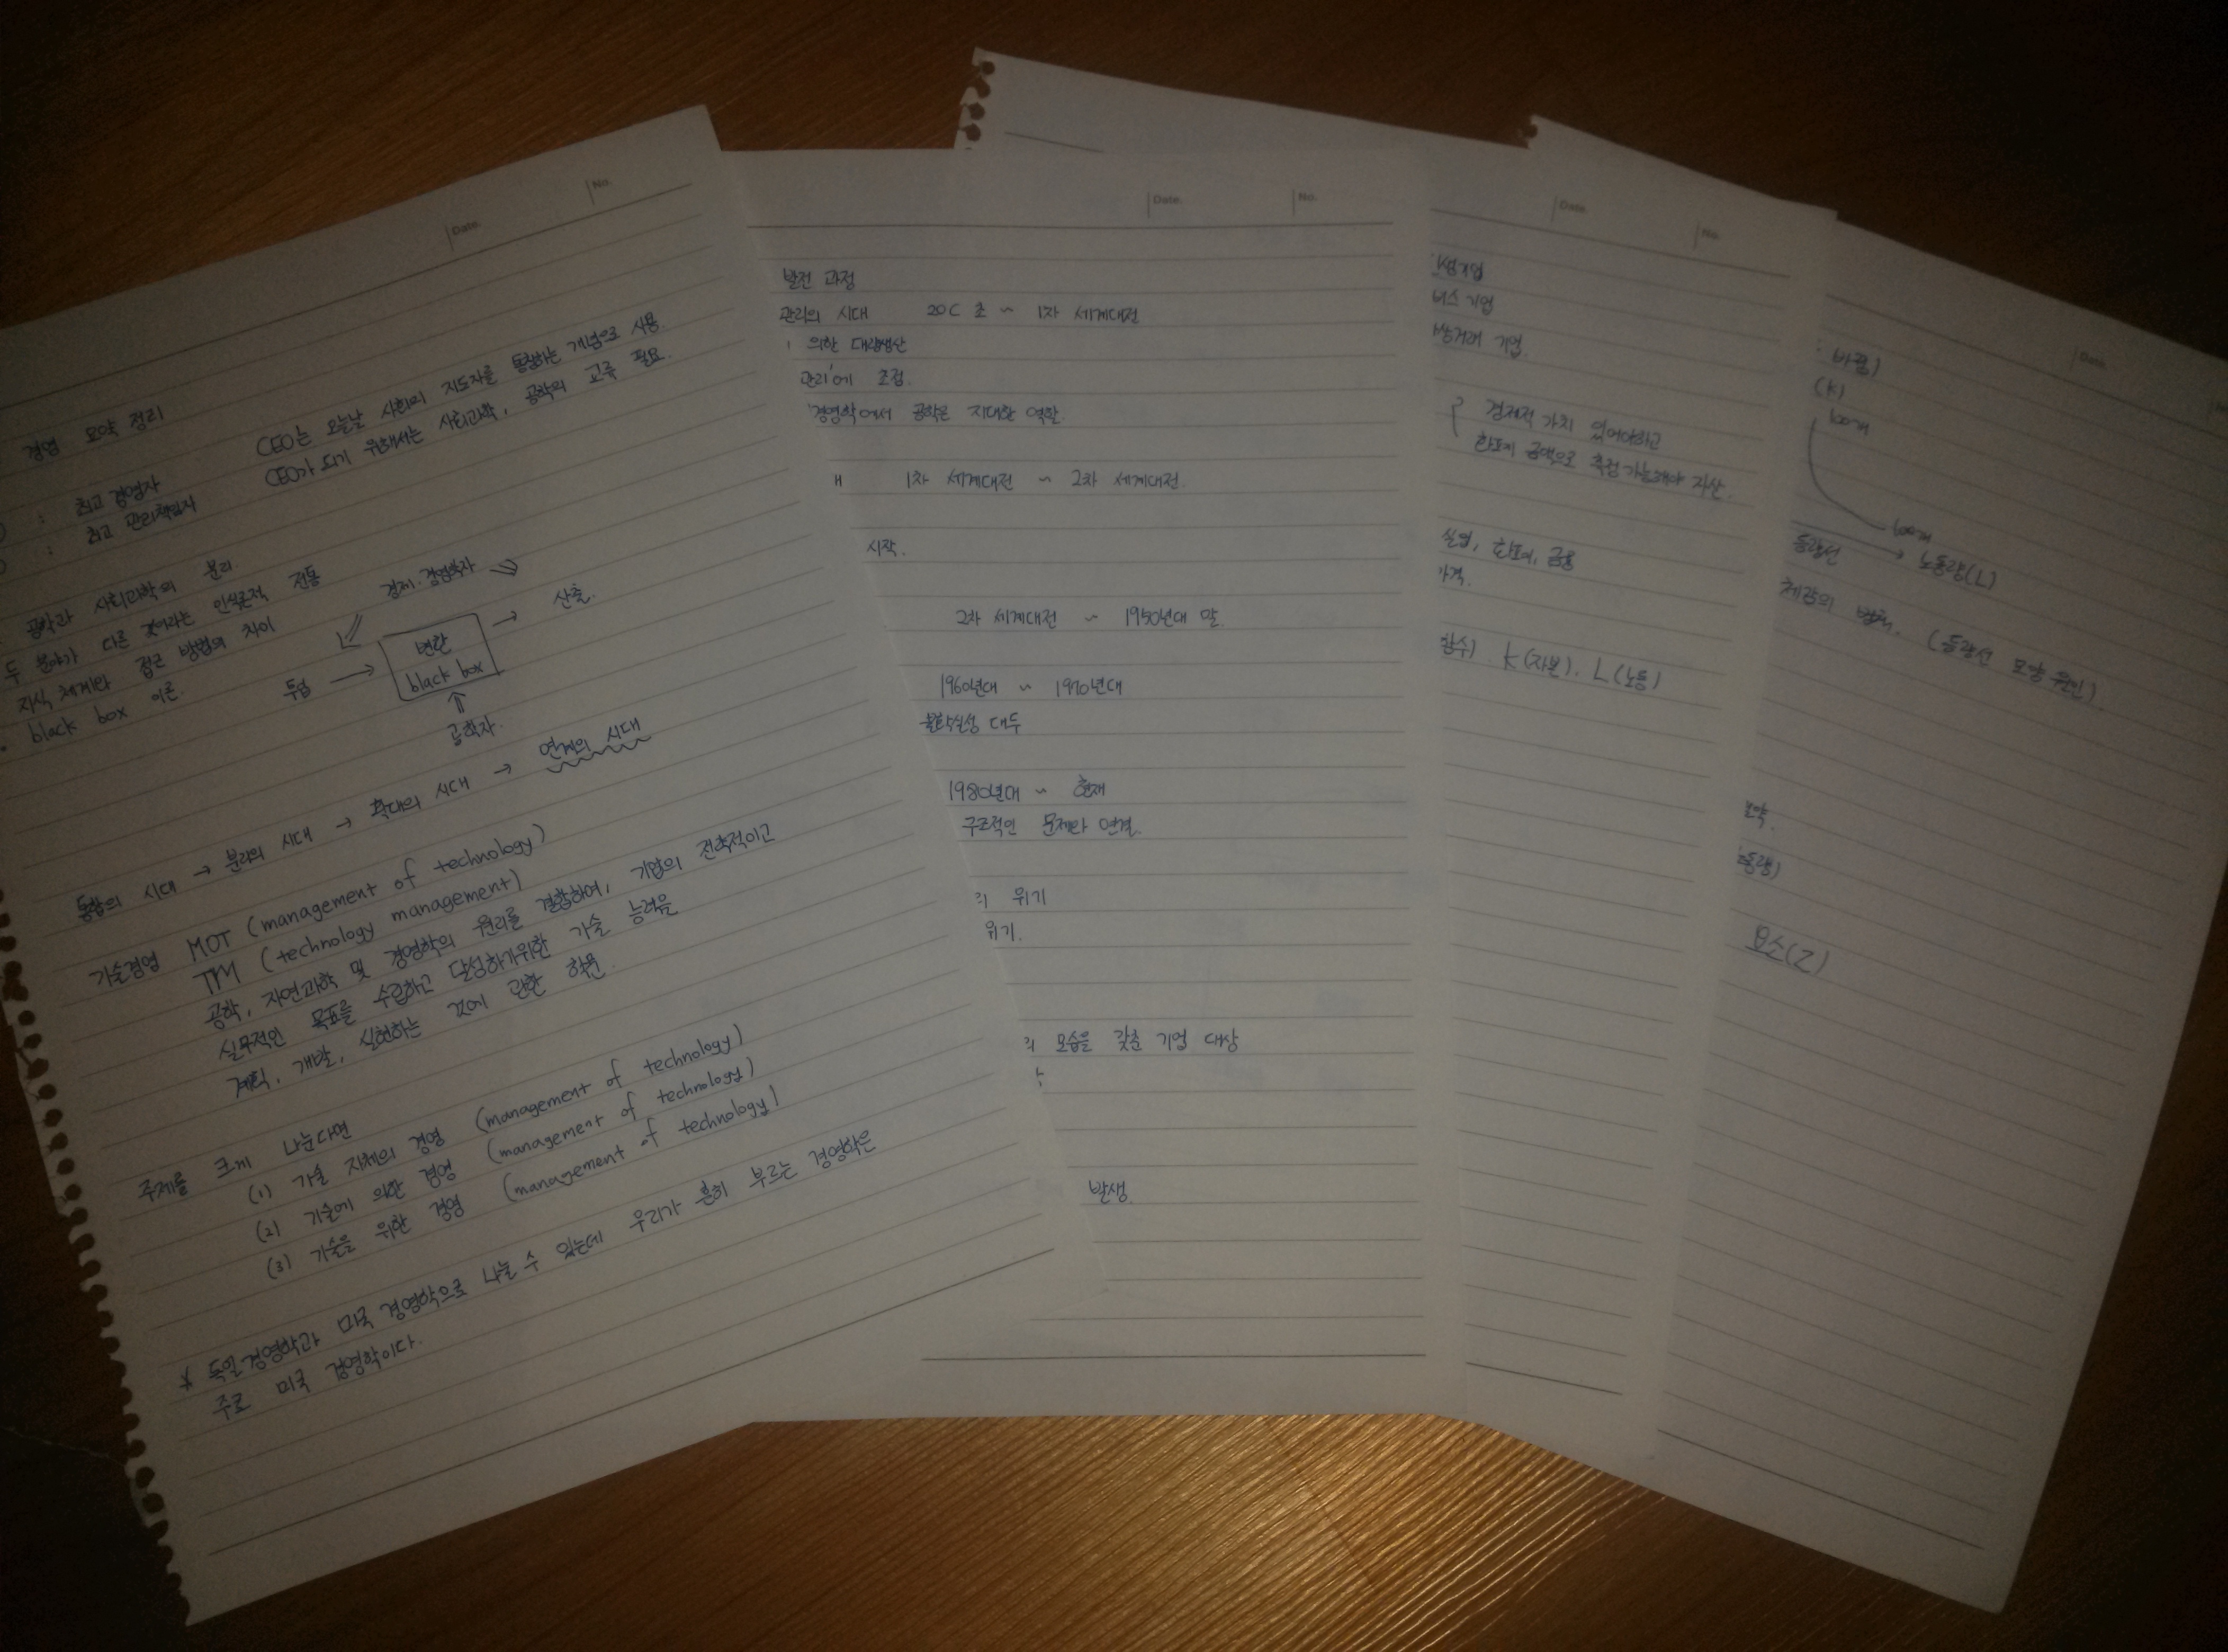 Date.
No.
경영 요약 정리
: 최고 경영자
: 최고 관리책임자
CEO는 오늘날 사회의 지도자를 통칭하는 개념으로 사용.
CEO가 되기 위해서는 사회과학, 공학의 교류 필요.
공학과 사회과학의 분리.
두 분야가 다른 것이라는 인식론적 전통
지식 체계와 접근 방법의 차이
black box 이론.
경제.경영학자
투입 → 변환 black box → 산출.
공학자.
통합의 시대 → 분리의 시대 → 확대의 시대 → 연계의 시대
기술경영 MOT (management of technology)
TM (technology management)
공학, 자연과학 및 경영학의 원리를 결합하여, 기업의 전략적이고
실무적인 목표를 수립하고 달성하기위한 기술 능력을
계획, 개발, 실현하는 것에 관한 학문.
주제를 크게 나눈다면
(1) 기술 자체의 경영 (management of technology)
(2) 기술에 의한 경영 (management of technology)
(3) 기술을 위한 경영 (management of technology)
* 독일경영학과 미국 경영학으로 나눌 수 있는데 우리가 흔히 부르는 경영학은
주로 미국 경영학이다.
Date.
No.
발전 과정
관리의 시대 20C 초 ~ 1차 세계대전
의한 대량생산
관리'에 초점.
경영학에서 공학은 지대한 역할.
1차 세계대전 ~ 2차 세계대전.
시작.
2차 세계대전 ~ 1950년대 말.
1960년대 ~ 1970년대
불확실성 대두
1980년대 ~ 현재
구조적인 문제와 연결.
의 위기
위기.
의 모습을 갖춘 기업 대상
발생.
Date.
No.
기업
비스 기업
상거래 기업.
경제적 가치 있어야하고
화폐 금액으로 측정 가능해야 자산.
실업, 화폐, 금융
가격.
함수) K(자본). L(노동)
Date.
(K)
100개
100개
등량선 → 노동량(L)
체감의 법칙. (등량선 모양 원인)
요약.
노동량)
요소(Z)